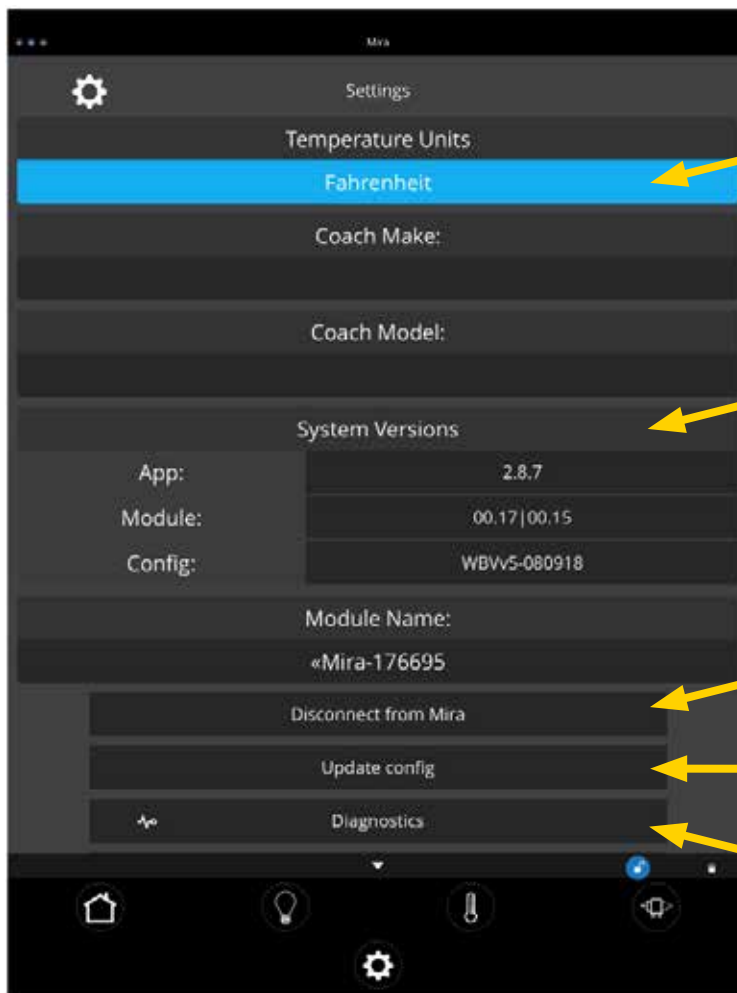 Mira
Settings
Temperature Units
Fahrenheit
Coach Make:
Coach Model:
System Versions
App: 2.8.7
Module: 00.17|00.15
Config: WBVv5-080918
Module Name:
«Mira-176695
Disconnect from Mira
Update config
Diagnostics